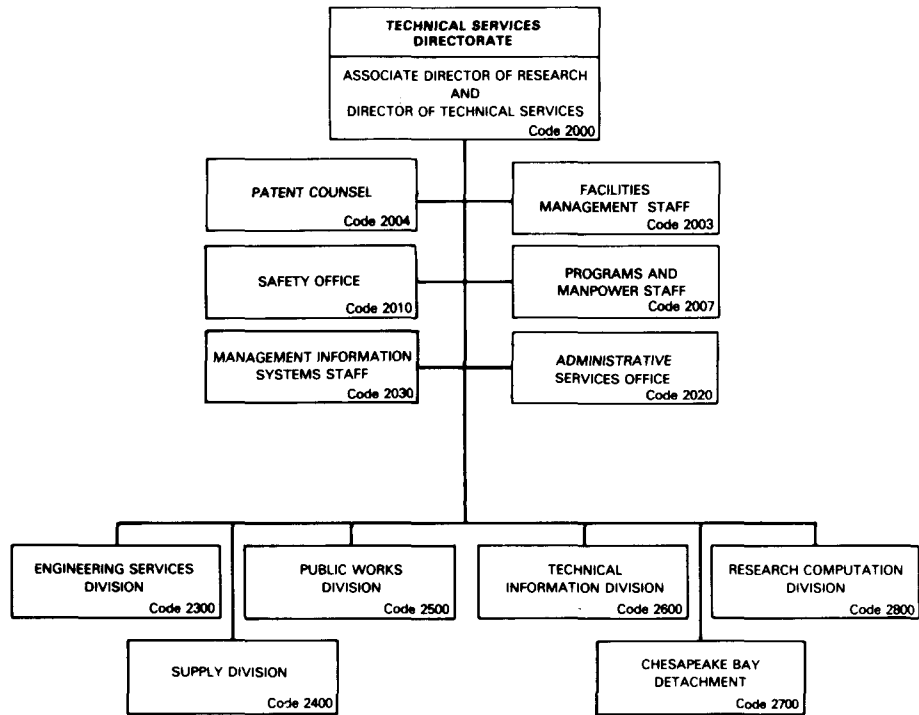 TECHNICAL SERVICES
DIRECTORATE
ASSOCIATE DIRECTOR OF RESEARCH
AND
DIRECTOR OF TECHNICAL SERVICES
Code 2000
PATENT COUNSEL
Code 2004
FACILITIES
MANAGEMENT STAFF
Code 2003
SAFETY OFFICE
Code 2010
PROGRAMS AND
MANPOWER STAFF
Code 2007
MANAGEMENT INFORMATION
SYSTEMS STAFF
Code 2030
ADMINISTRATIVE
SERVICES OFFICE
Code 2020
ENGINEERING SERVICES
DIVISION
Code 2300
PUBLIC WORKS
DIVISION
Code 2500
TECHNICAL
INFORMATION DIVISION
Code 2600
RESEARCH COMPUTATION
DIVISION
Code 2800
SUPPLY DIVISION
Code 2400
CHESAPEAKE BAY
DETACHMENT
Code 2700